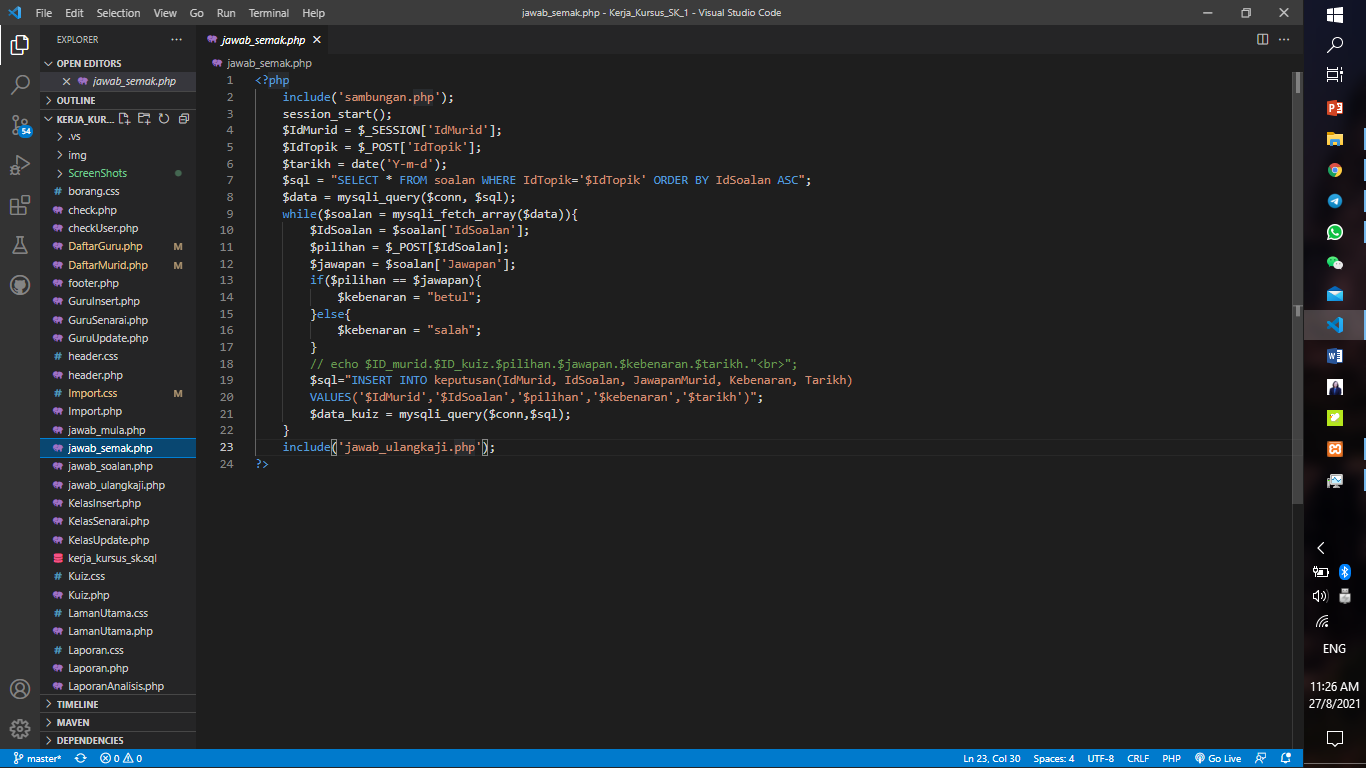 File Edit Selection View Go Run Terminal Help
jawab_semak.php - Kerja_Kursus_SK_1 - Visual Studio Code
EXPLORER
OPEN EDITORS
jawab_semak.php
OUTLINE
KERJA_KUR...
.vs
img
ScreenShots
borang.css
check.php
checkUser.php
DaftarGuru.php M
DaftarMurid.php M
footer.php
GuruInsert.php
GuruSenarai.php
GuruUpdate.php
header.css
header.php
Import.css M
Import.php
jawab_mula.php
jawab_semak.php
jawab_soalan.php
jawab_ulangkaji.php
KelasInsert.php
KelasSenarai.php
KelasUpdate.php
kerja_kursus_sk.sql
Kuiz.css
Kuiz.php
LamanUtama.css
LamanUtama.php
Laporan.css
Laporan.php
LaporanAnalisis.php
TIMELINE
MAVEN
DEPENDENCIES
54
jawab_semak.php
jawab_semak.php
1 <?php
2 include('sambungan.php');
3 session_start();
4 $IdMurid = $_SESSION['IdMurid'];
5 $IdTopik = $_POST['IdTopik'];
6 $tarikh = date('Y-m-d');
7 $sql = "SELECT * FROM soalan WHERE IdTopik='$IdTopik' ORDER BY IdSoalan ASC";
8 $data = mysqli_query($conn, $sql);
9 while($soalan = mysqli_fetch_array($data)){
10 $IdSoalan = $soalan['IdSoalan'];
11 $pilihan = $_POST[$IdSoalan];
12 $jawapan = $soalan['Jawapan'];
13 if($pilihan == $jawapan){
14 $kebenaran = "betul";
15 }else{
16 $kebenaran = "salah";
17 }
18 // echo $ID_murid.$ID_kuiz.$pilihan.$jawapan.$kebenaran.$tarikh."<br>";
19 $sql="INSERT INTO keputusan(IdMurid, IdSoalan, JawapanMurid, Kebenaran, Tarikh)
20 VALUES('$IdMurid','$IdSoalan','$pilihan','$kebenaran','$tarikh')";
21 $data_kuiz = mysqli_query($conn,$sql);
22 }
23 include('jawab_ulangkaji.php');
24 ?>
master* 0 0
Ln 23, Col 30 Spaces: 4 UTF-8 CRLF PHP Go Live
ENG
11:26 AM
27/8/2021